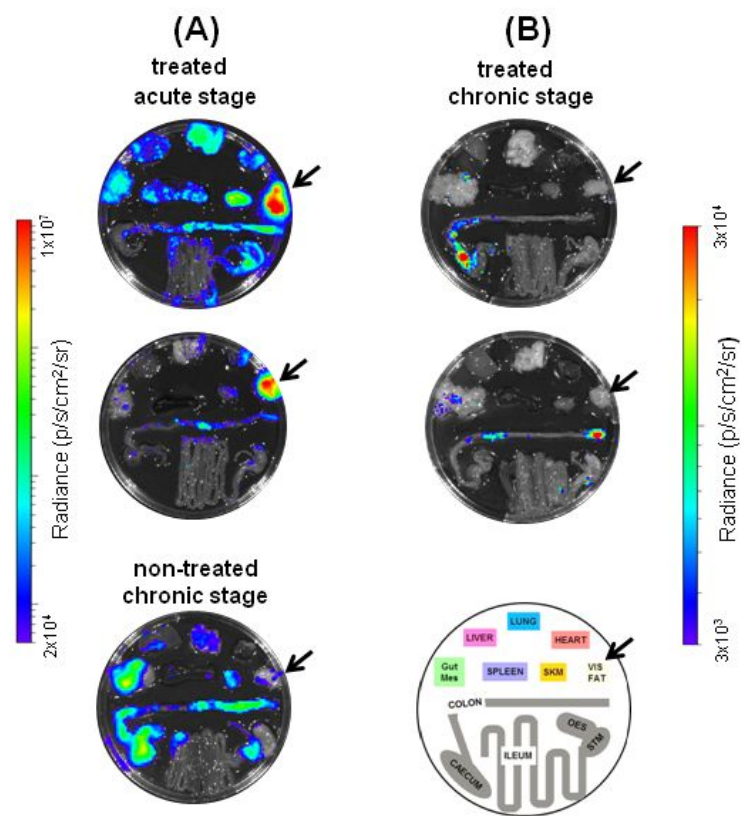 (A)
treated
acute stage
(B)
treated
chronic stage
1x10⁷
Radiance (p/s/cm²/sr)
2x10⁴
3x10⁴
Radiance (p/s/cm²/sr)
3x10³
non-treated
chronic stage
LUNG
LIVER
HEART
Gut
Mes
SPLEEN
SKM
VIS
FAT
COLON
OES
STM
ILEUM
CAECUM